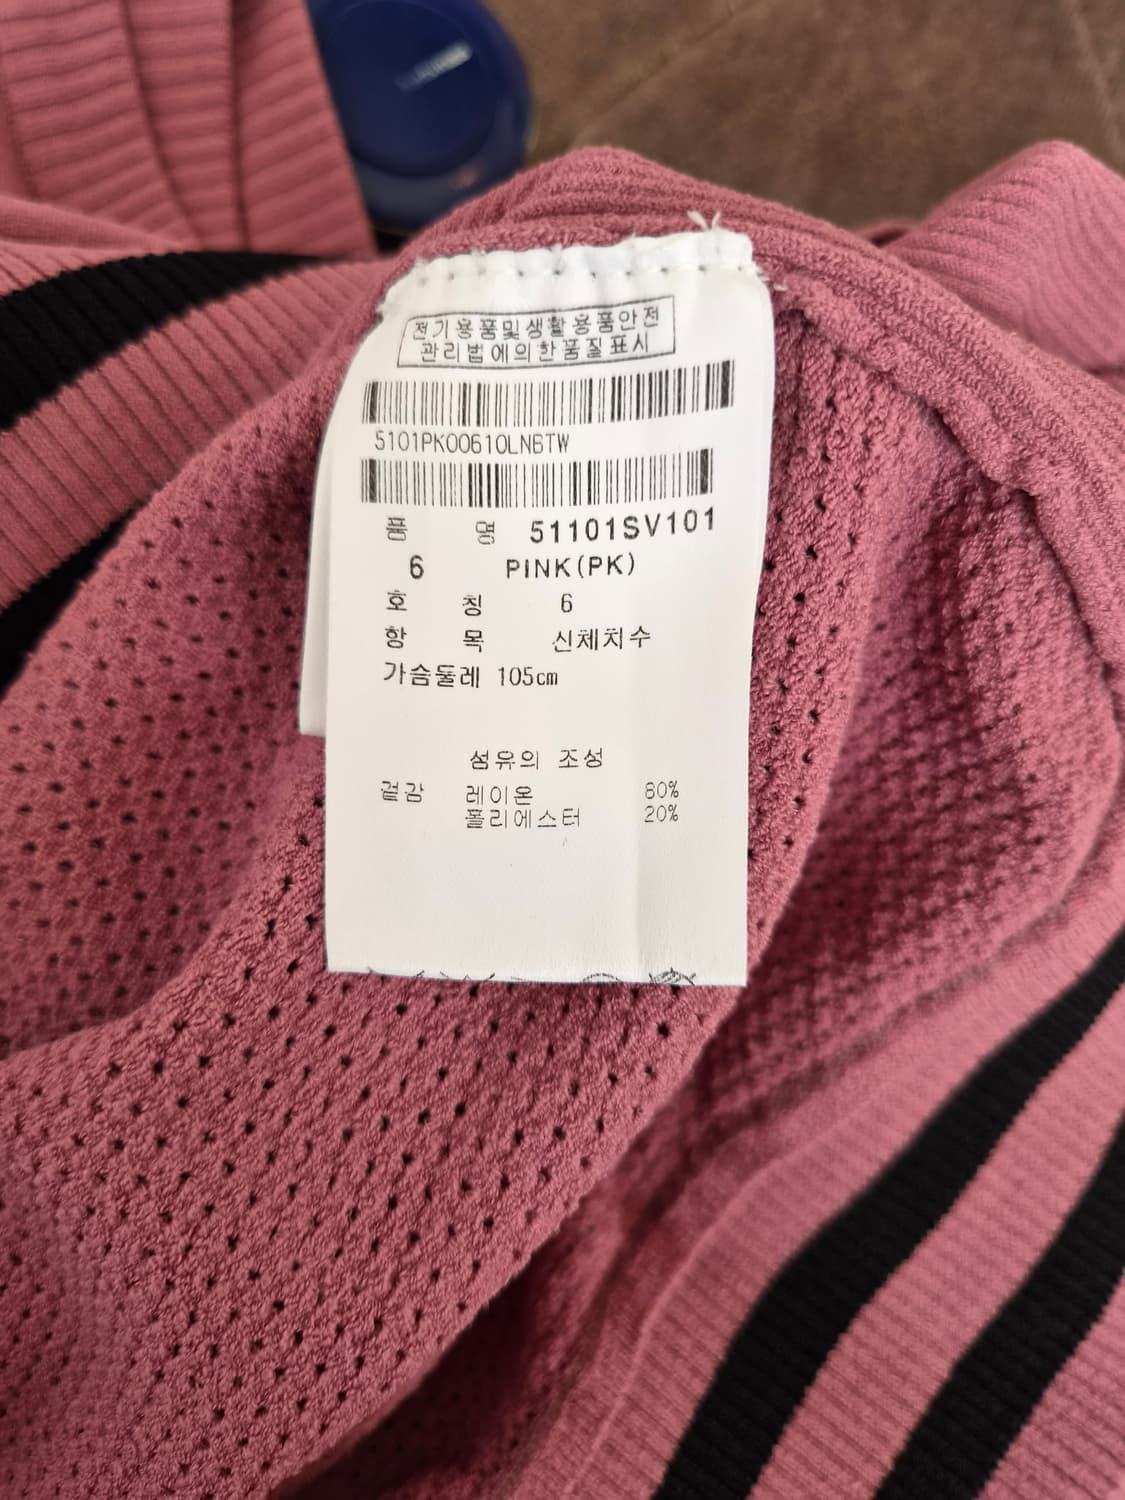 전기용품및생활용품안전
관리법에의한품질표시
5101PK00610LN6TW
품 명 51101SV101
6 PINK(PK)
호 칭 6
항 목 신체치수
가슴둘레 105cm
섬유의 조성
겉감 레이온 80%
폴리에스터 20%